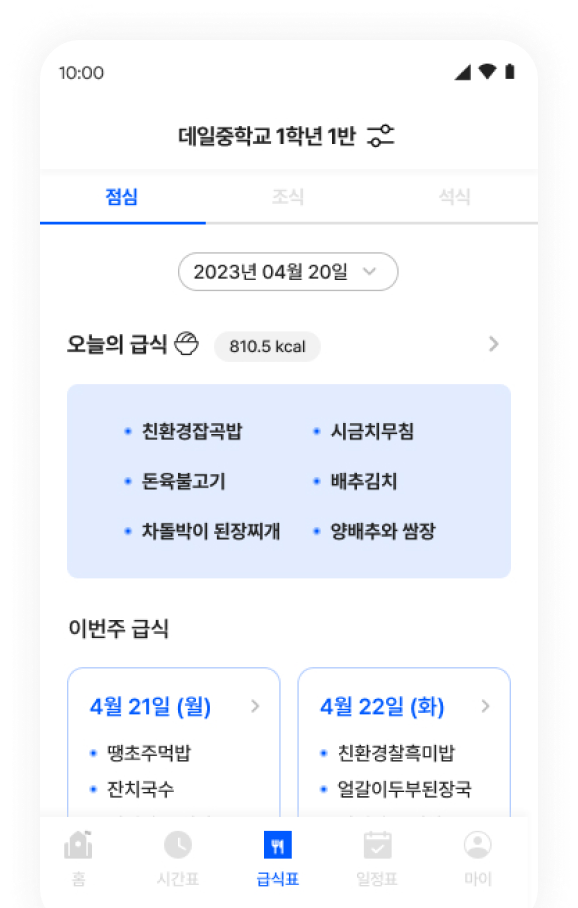 10:00
데일중학교 1학년 1반
점심 조식 석식
2023년 04월 20일
오늘의 급식 810.5 kcal
• 친환경잡곡밥 • 시금치무침
• 돈육불고기 • 배추김치
• 차돌박이 된장찌개 • 양배추와 쌈장
이번주 급식
4월 21일 (월)
• 땡초주먹밥
• 잔치국수
4월 22일 (화)
• 친환경찰흑미밥
• 얼갈이두부된장국
홈 시간표 급식표 일정표 마이